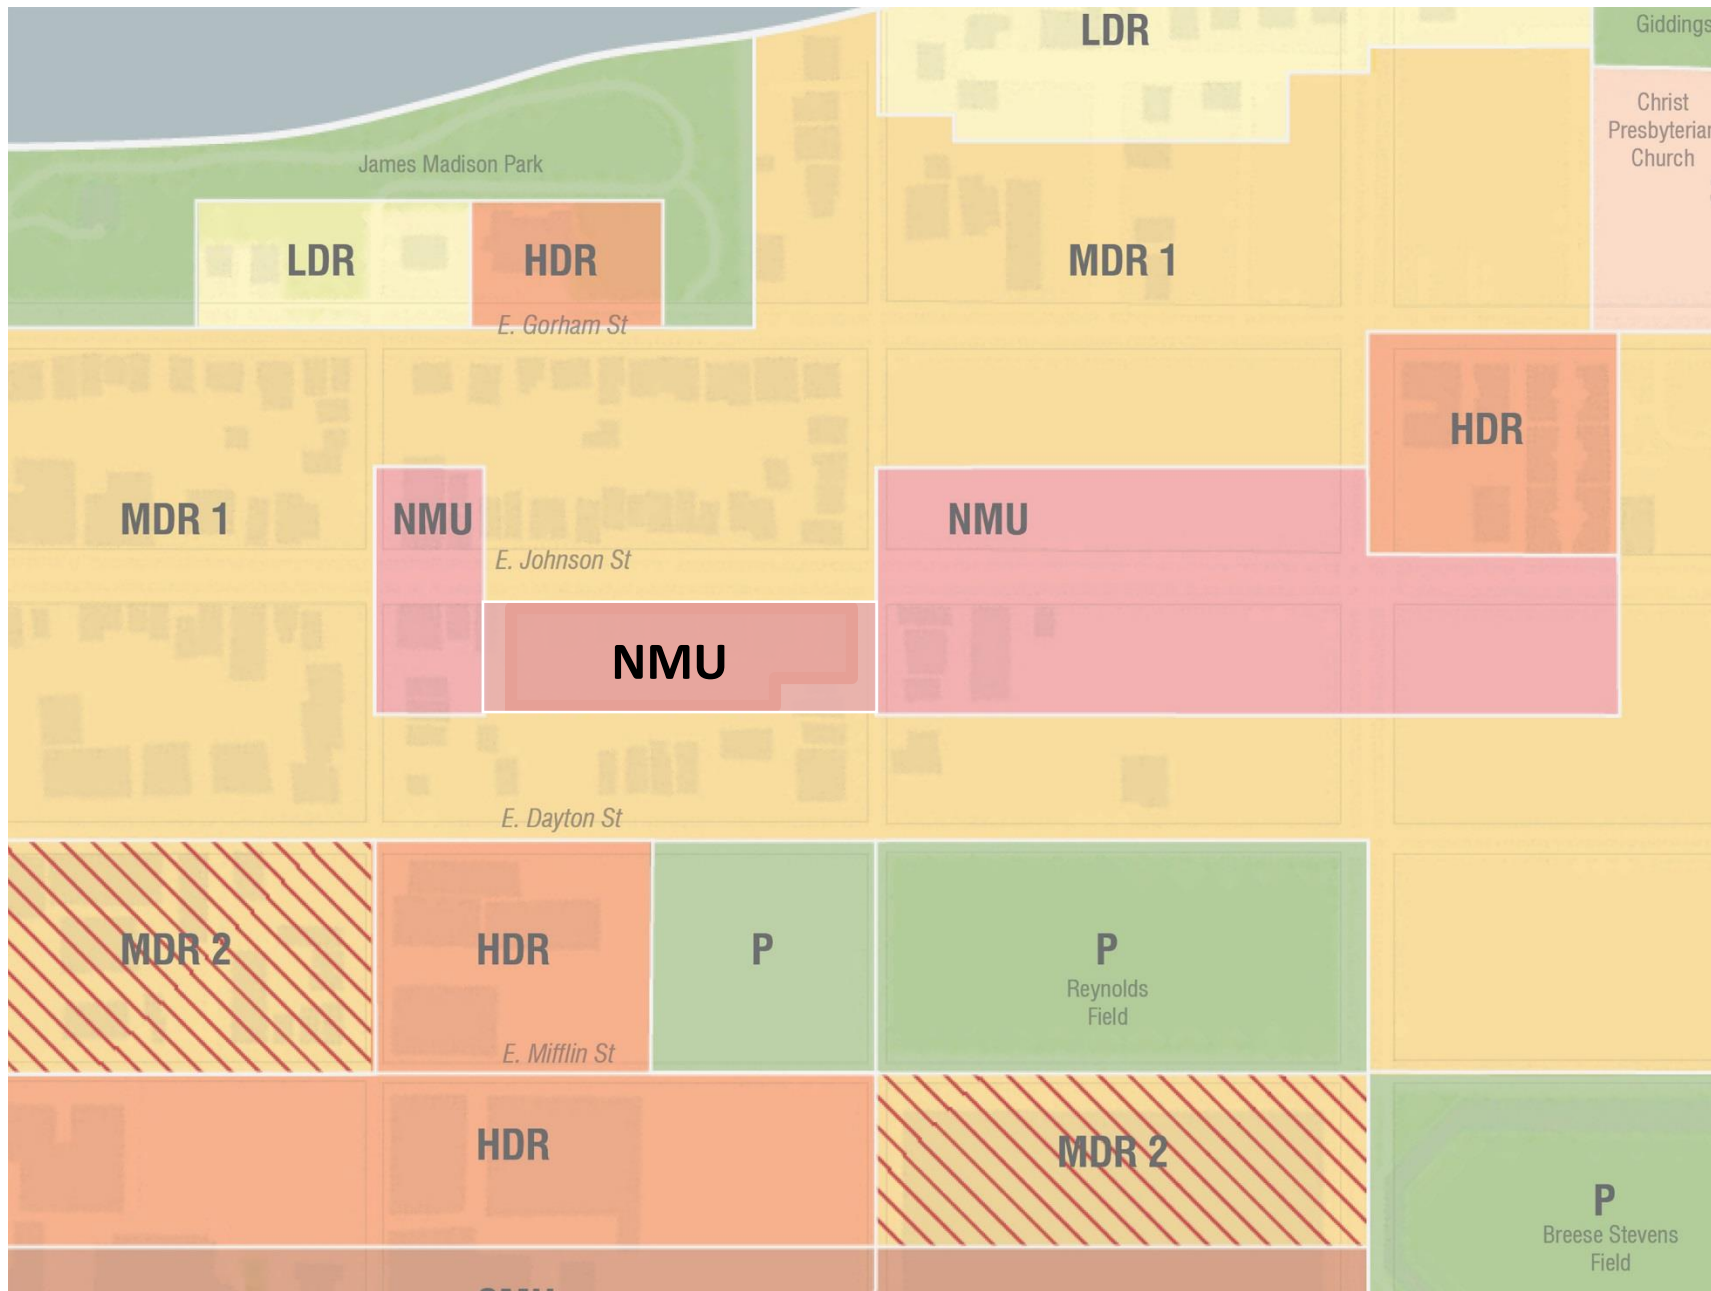 LDR
Giddings
Christ
Presbyterian
Church
James Madison Park
LDR
HDR
MDR 1
E. Gorham St
HDR
MDR 1
NMU
NMU
E. Johnson St
NMU
E. Dayton St
MDR 2
HDR
P
P
Reynolds
Field
E. Mifflin St
HDR
MDR 2
P
Breese Stevens
Field